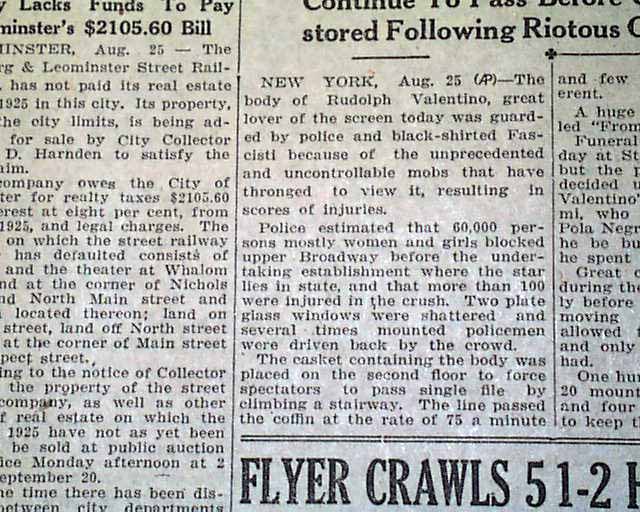 y Lacks Funds To Pay
minster's $2105.60 Bill
MINSTER, Aug. 25 — The
rg & Leominster Street Rail-
has not paid its real estate
1925 in this city. Its property,
the city limits, is being ad-
for sale by City Collector
D. Harnden to satisfy the
aim.
company owes the City of
ter for realty taxes $2105.60
erest at eight per cent, from
1925, and legal charges. The
on which the street railway
has defaulted consists of
and the theater at Whalom
nd at the corner of Nichols
nd North Main street and
located thereon; land on
street, land off North street
at the corner of Main street
pect street.
ing to the notice of Collector
the property of the street
company, as well as other
f real estate on which the
1925 have not as yet been
be sold at public auction
ice Monday afternoon at 2
eptember 20.
he time there has been dis-
between city departments
Continue To Pass Before
stored Following Riotous C
NEW YORK, Aug. 25 (AP)—The
body of Rudolph Valentino, great
lover of the screen today was guard-
ed by police and black-shirted Fas-
cisti because of the unprecedented
and uncontrollable mobs that have
thronged to view it, resulting in
scores of injuries.
Police estimated that 60,000 per-
sons mostly women and girls blocked
upper Broadway before the under-
taking establishment where the star
lies in state, and that more than 100
were injured in the crush. Two plate
glass windows were shattered and
several times mounted policemen
were driven back by the crowd.
The casket containing the body was
placed on the second floor to force
spectators to pass single file by
climbing a stairway. The line passed
the coffin at the rate of 75 a minute
FLYER CRAWLS 5 1-2 H
and few
erent.
A huge
led "Fron
Funeral
day at St
but the p
decided
Valentino'
mi, who
Pola Negr
he be bu
he spent
Great
during the
ly before
moving
allowed
and only
had.
One hun
20 moun
and four
to keep th